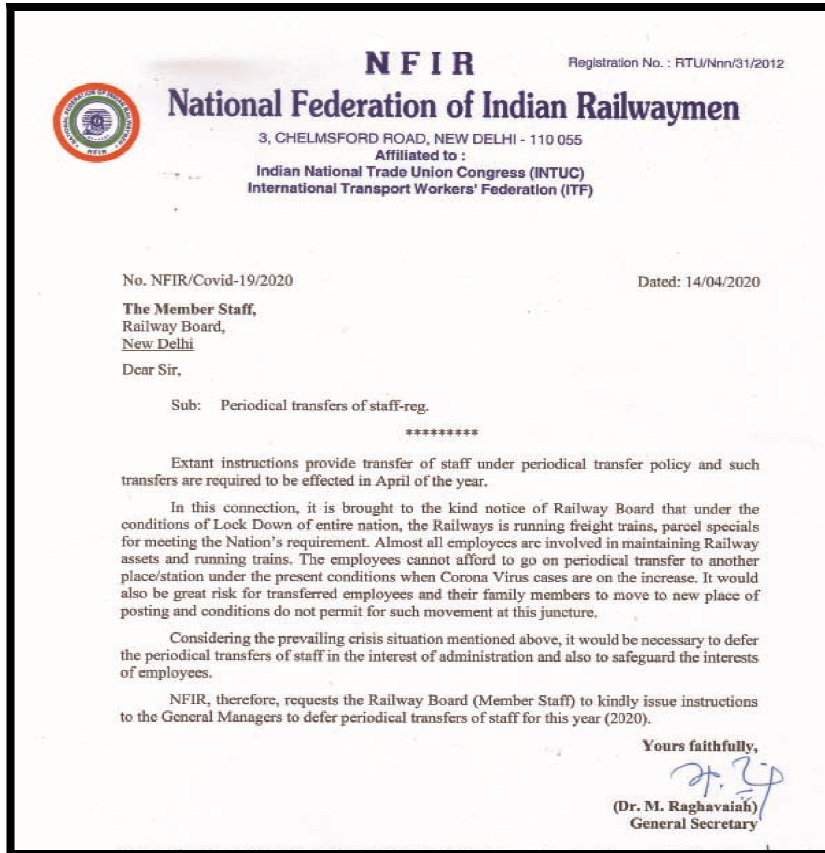 NFIR
Registration No. : RTU/Nnn/31/2012
National Federation of Indian Railwaymen
3, CHELMSFORD ROAD, NEW DELHI - 110 055
Affiliated to :
Indian National Trade Union Congress (INTUC)
International Transport Workers' Federation (ITF)
No. NFIR/Covid-19/2020
Dated: 14/04/2020
The Member Staff,
Railway Board,
New Delhi
Dear Sir,
Sub: Periodical transfers of staff-reg.
*********
Extant instructions provide transfer of staff under periodical transfer policy and such
transfers are required to be effected in April of the year.
In this connection, it is brought to the kind notice of Railway Board that under the
conditions of Lock Down of entire nation, the Railways is running freight trains, parcel specials
for meeting the Nation's requirement. Almost all employees are involved in maintaining Railway
assets and running trains. The employees cannot afford to go on periodical transfer to another
place/station under the present conditions when Corona Virus cases are on the increase. It would
also be great risk for transferred employees and their family members to move to new place of
posting and conditions do not permit for such movement at this juncture.
Considering the prevailing crisis situation mentioned above, it would be necessary to defer
the periodical transfers of staff in the interest of administration and also to safeguard the interests
of employees.
NFIR, therefore, requests the Railway Board (Member Staff) to kindly issue instructions
to the General Managers to defer periodical transfers of staff for this year (2020).
Yours faithfully,
(Dr. M. Raghavaiah)
General Secretary